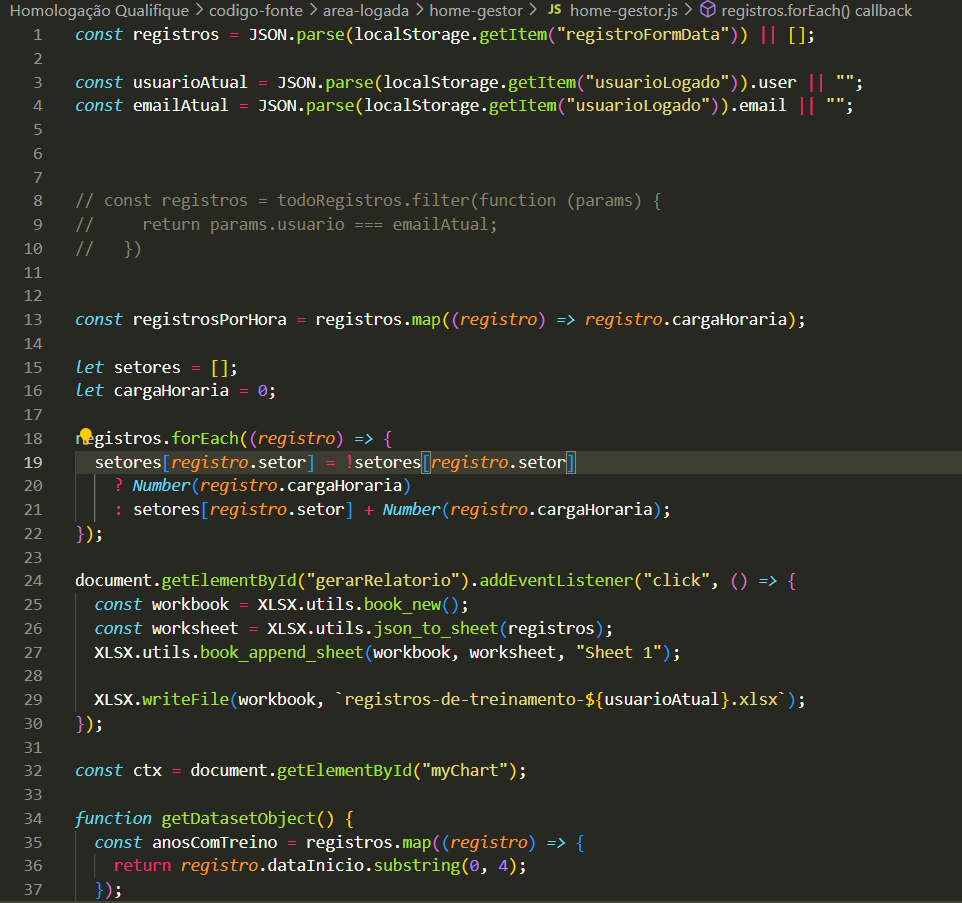 Homologação Qualifique > codigo-fonte > area-logada > home-gestor > JS home-gestor.js > registros.forEach() callback
1 const registros = JSON.parse(localStorage.getItem("registroFormData")) || [];
2
3 const usuarioAtual = JSON.parse(localStorage.getItem("usuarioLogado")).user || "";
4 const emailAtual = JSON.parse(localStorage.getItem("usuarioLogado")).email || "";
5
6
7
8 // const registros = todoRegistros.filter(function (params) {
9 //     return params.usuario === emailAtual;
10 //   })
11
12
13 const registrosPorHora = registros.map((registro) => registro.cargaHoraria);
14
15 let setores = [];
16 let cargaHoraria = 0;
17
18 registros.forEach((registro) => {
19   setores[registro.setor] = !setores[registro.setor]
20     ? Number(registro.cargaHoraria)
21     : setores[registro.setor] + Number(registro.cargaHoraria);
22 });
23
24 document.getElementById("gerarRelatorio").addEventListener("click", () => {
25   const workbook = XLSX.utils.book_new();
26   const worksheet = XLSX.utils.json_to_sheet(registros);
27   XLSX.utils.book_append_sheet(workbook, worksheet, "Sheet 1");
28
29   XLSX.writeFile(workbook, `registros-de-treinamento-${usuarioAtual}.xlsx`);
30 });
31
32 const ctx = document.getElementById("myChart");
33
34 function getDatasetObject() {
35   const anosComTreino = registros.map((registro) => {
36     return registro.dataInicio.substring(0, 4);
37   });